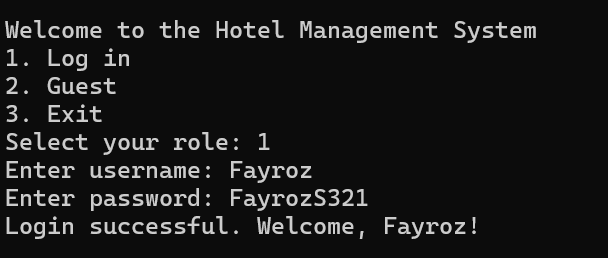 Welcome to the Hotel Management System
1. Log in
2. Guest
3. Exit
Select your role: 1
Enter username: Fayroz
Enter password: FayrozS321
Login successful. Welcome, Fayroz!